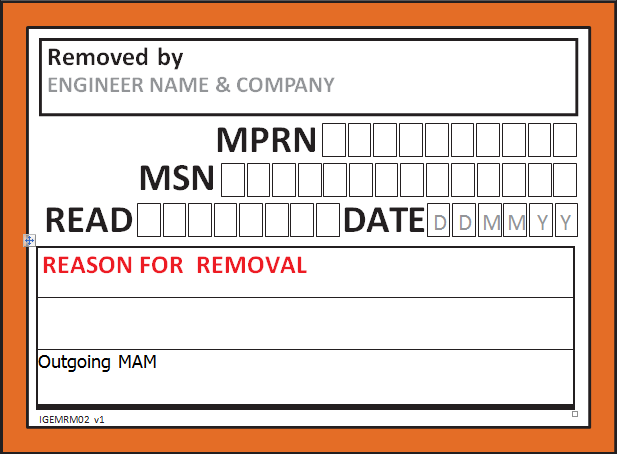 Removed by
ENGINEER NAME & COMPANY
MPRN
MSN
READ DATE D D M M Y Y
REASON FOR REMOVAL
Outgoing MAM
IGEMRM02 v1